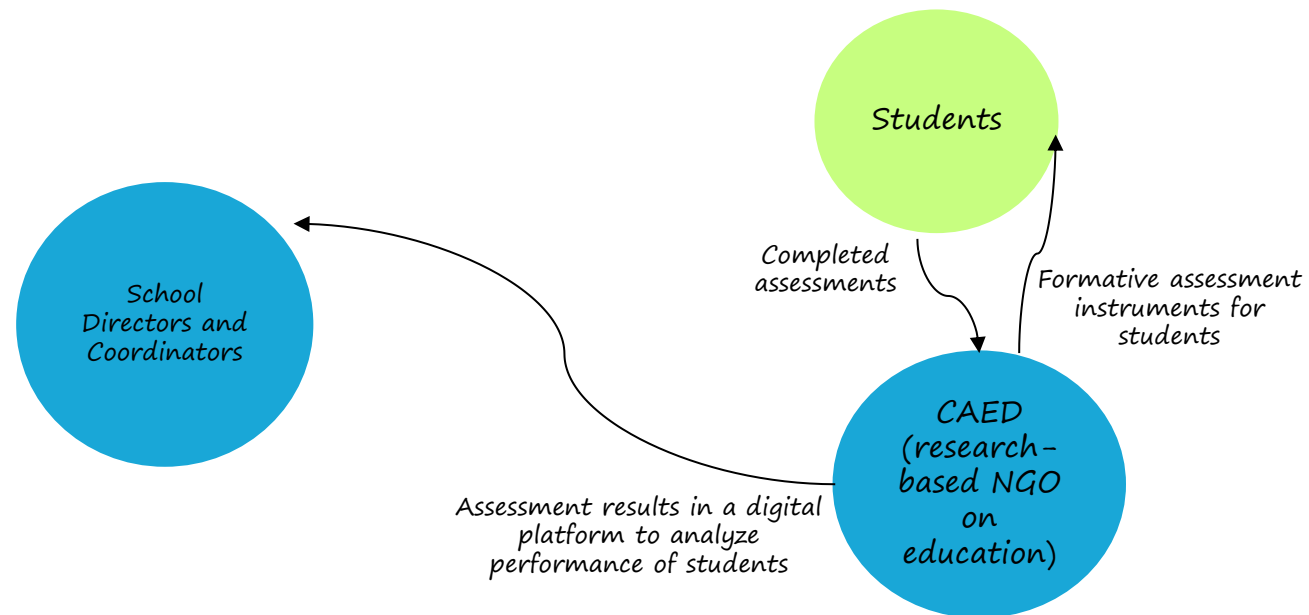 Students
Completed
assessments
Formative assessment
instruments for
students
School
Directors and
Coordinators
CAED
(research-
based NGO
on
education)
Assessment results in a digital
platform to analyze
performance of students